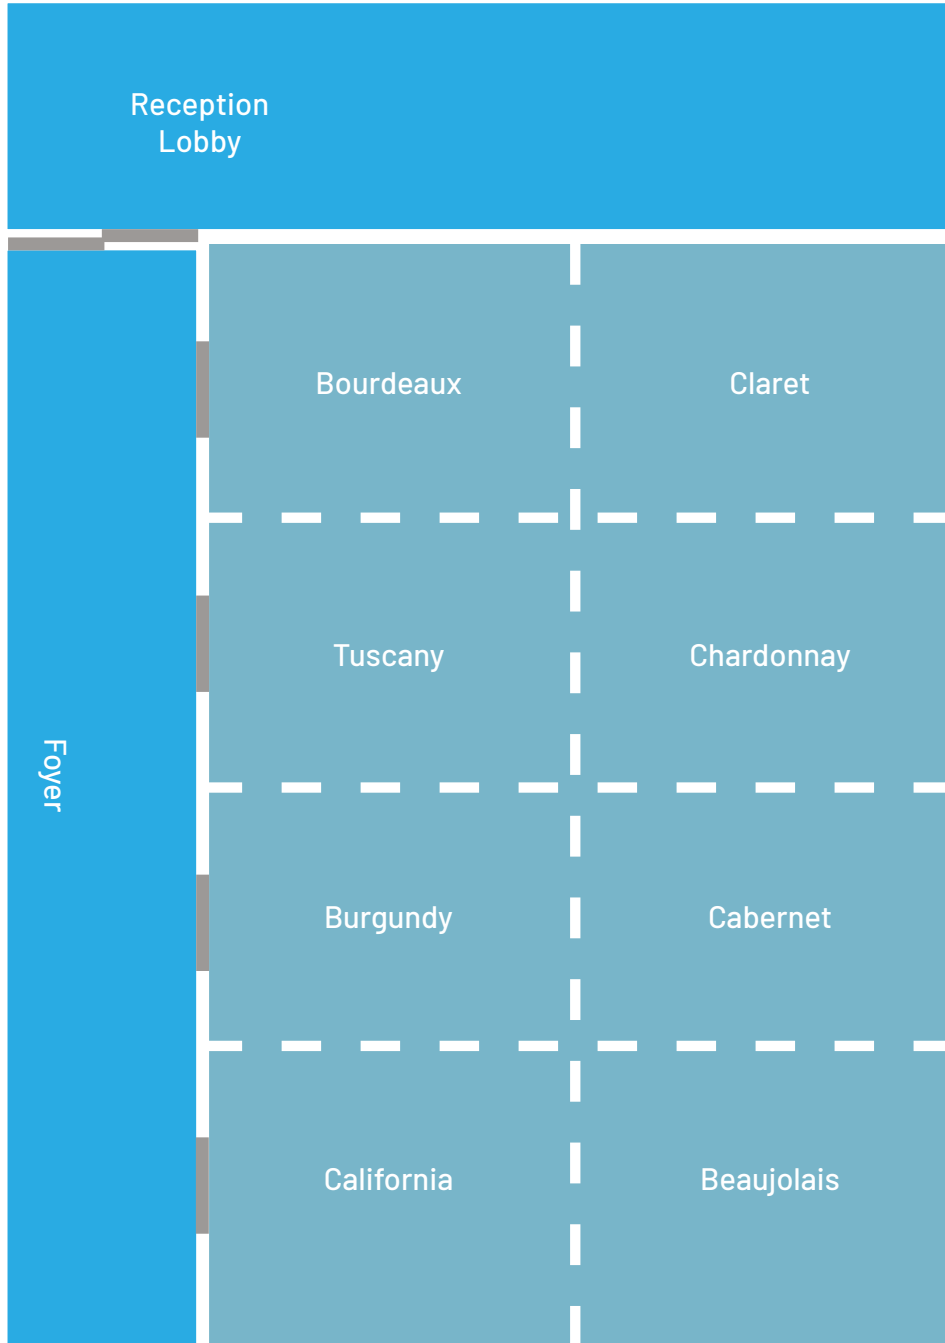 Reception
Lobby
Bourdeaux
Claret
Tuscany
Chardonnay
Foyer
Burgundy
Cabernet
California
Beaujolais